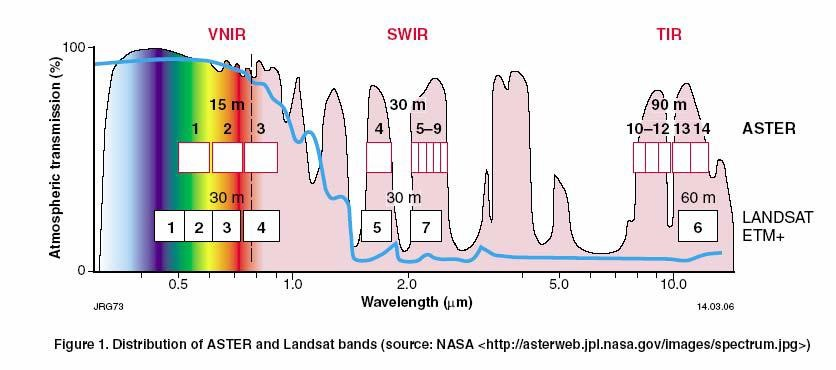 VNIR SWIR TIR
100
15 m 30 m 90 m
1 2 3 4 5–9 10–12 13 14 ASTER
30 m 30 m 60 m
1 2 3 4 5 7 6 LANDSAT
ETM+
0
0.5 1.0 2.0 5.0 10.0
Atmospheric transmission (%)
Wavelength (μm)
JRG73 14.03.06
Figure 1. Distribution of ASTER and Landsat bands (source: NASA <http://asterweb.jpl.nasa.gov/images/spectrum.jpg>)